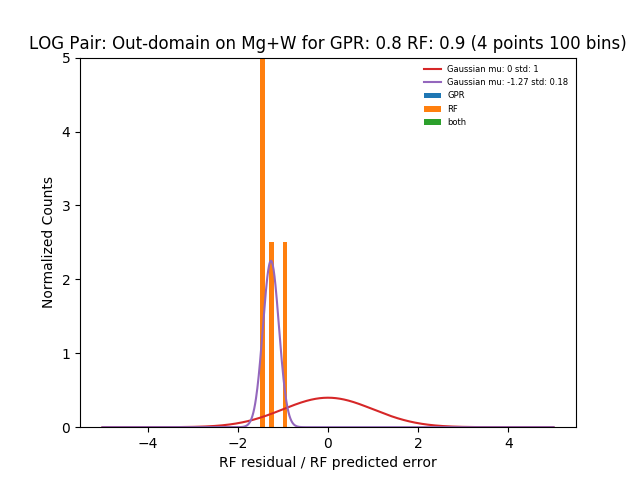 LOG Pair: Out-domain on Mg+W for GPR: 0.8 RF: 0.9 (4 points 100 bins)
Gaussian mu: 0 std: 1
Gaussian mu: -1.27 std: 0.18
GPR
RF
both
Normalized Counts
5
4
3
2
1
0
−4 −2 0 2 4
RF residual / RF predicted error